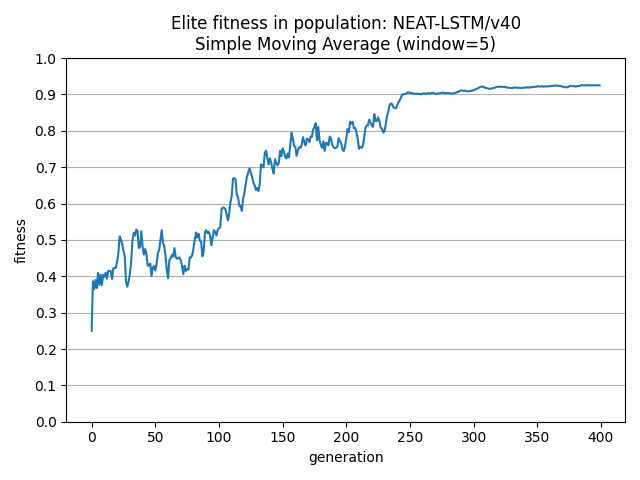 Elite fitness in population: NEAT-LSTM/v40
Simple Moving Average (window=5)
1.0
0.9
0.8
0.7
0.6
0.5
0.4
0.3
0.2
0.1
0.0
fitness
0 50 100 150 200 250 300 350 400
generation